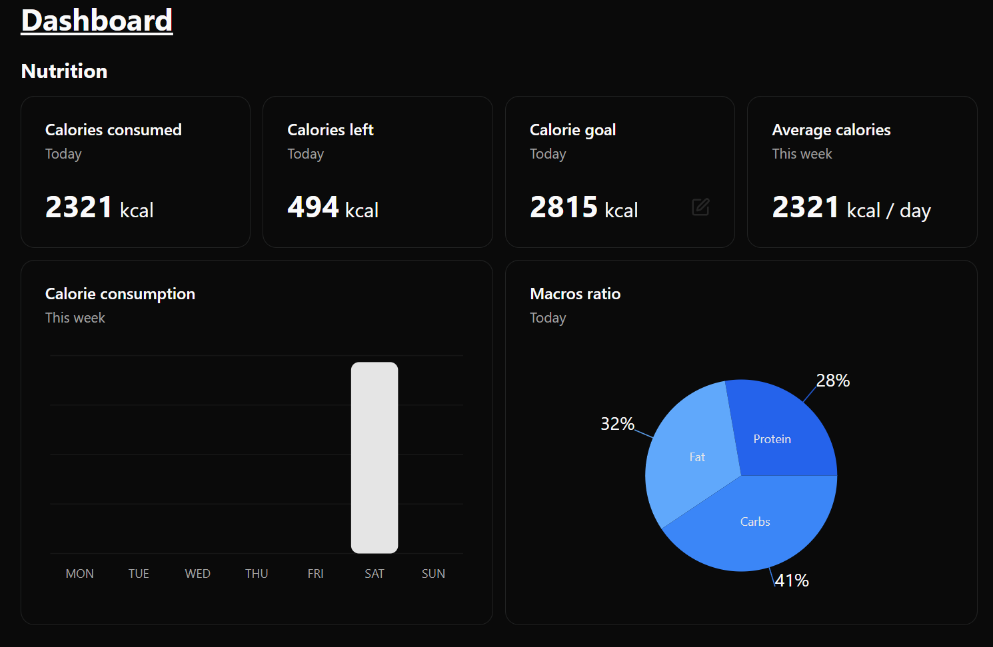 Dashboard
Nutrition
Calories consumed
Today
2321 kcal
Calories left
Today
494 kcal
Calorie goal
Today
2815 kcal
Average calories
This week
2321 kcal / day
Calorie consumption
This week
MON TUE WED THU FRI SAT SUN
Macros ratio
Today
28%
32%
Protein
Fat
Carbs
41%